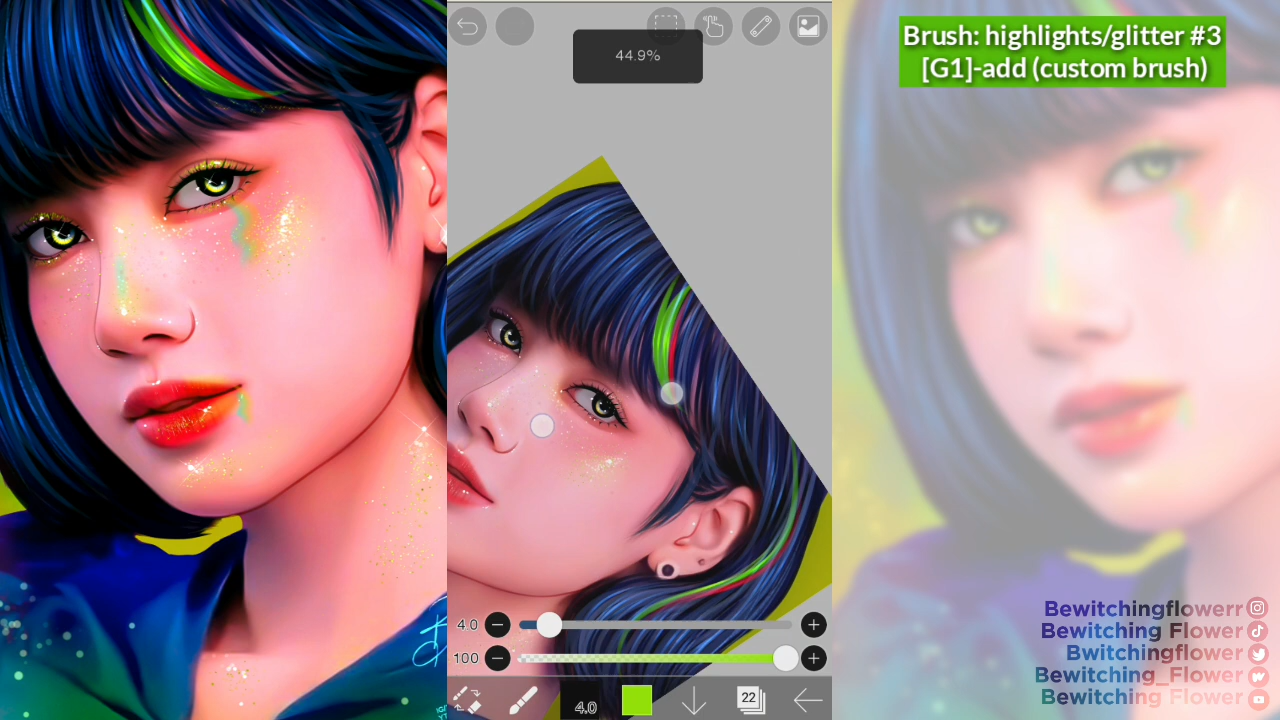 44.9%
4.0
100
4.0
22
Brush: highlights/glitter #3
[G1]-add (custom brush)
Bewitchingflowerr
Bewitching Flower
Bwitchingflower
Bewitching_Flower
Bewitching Flower